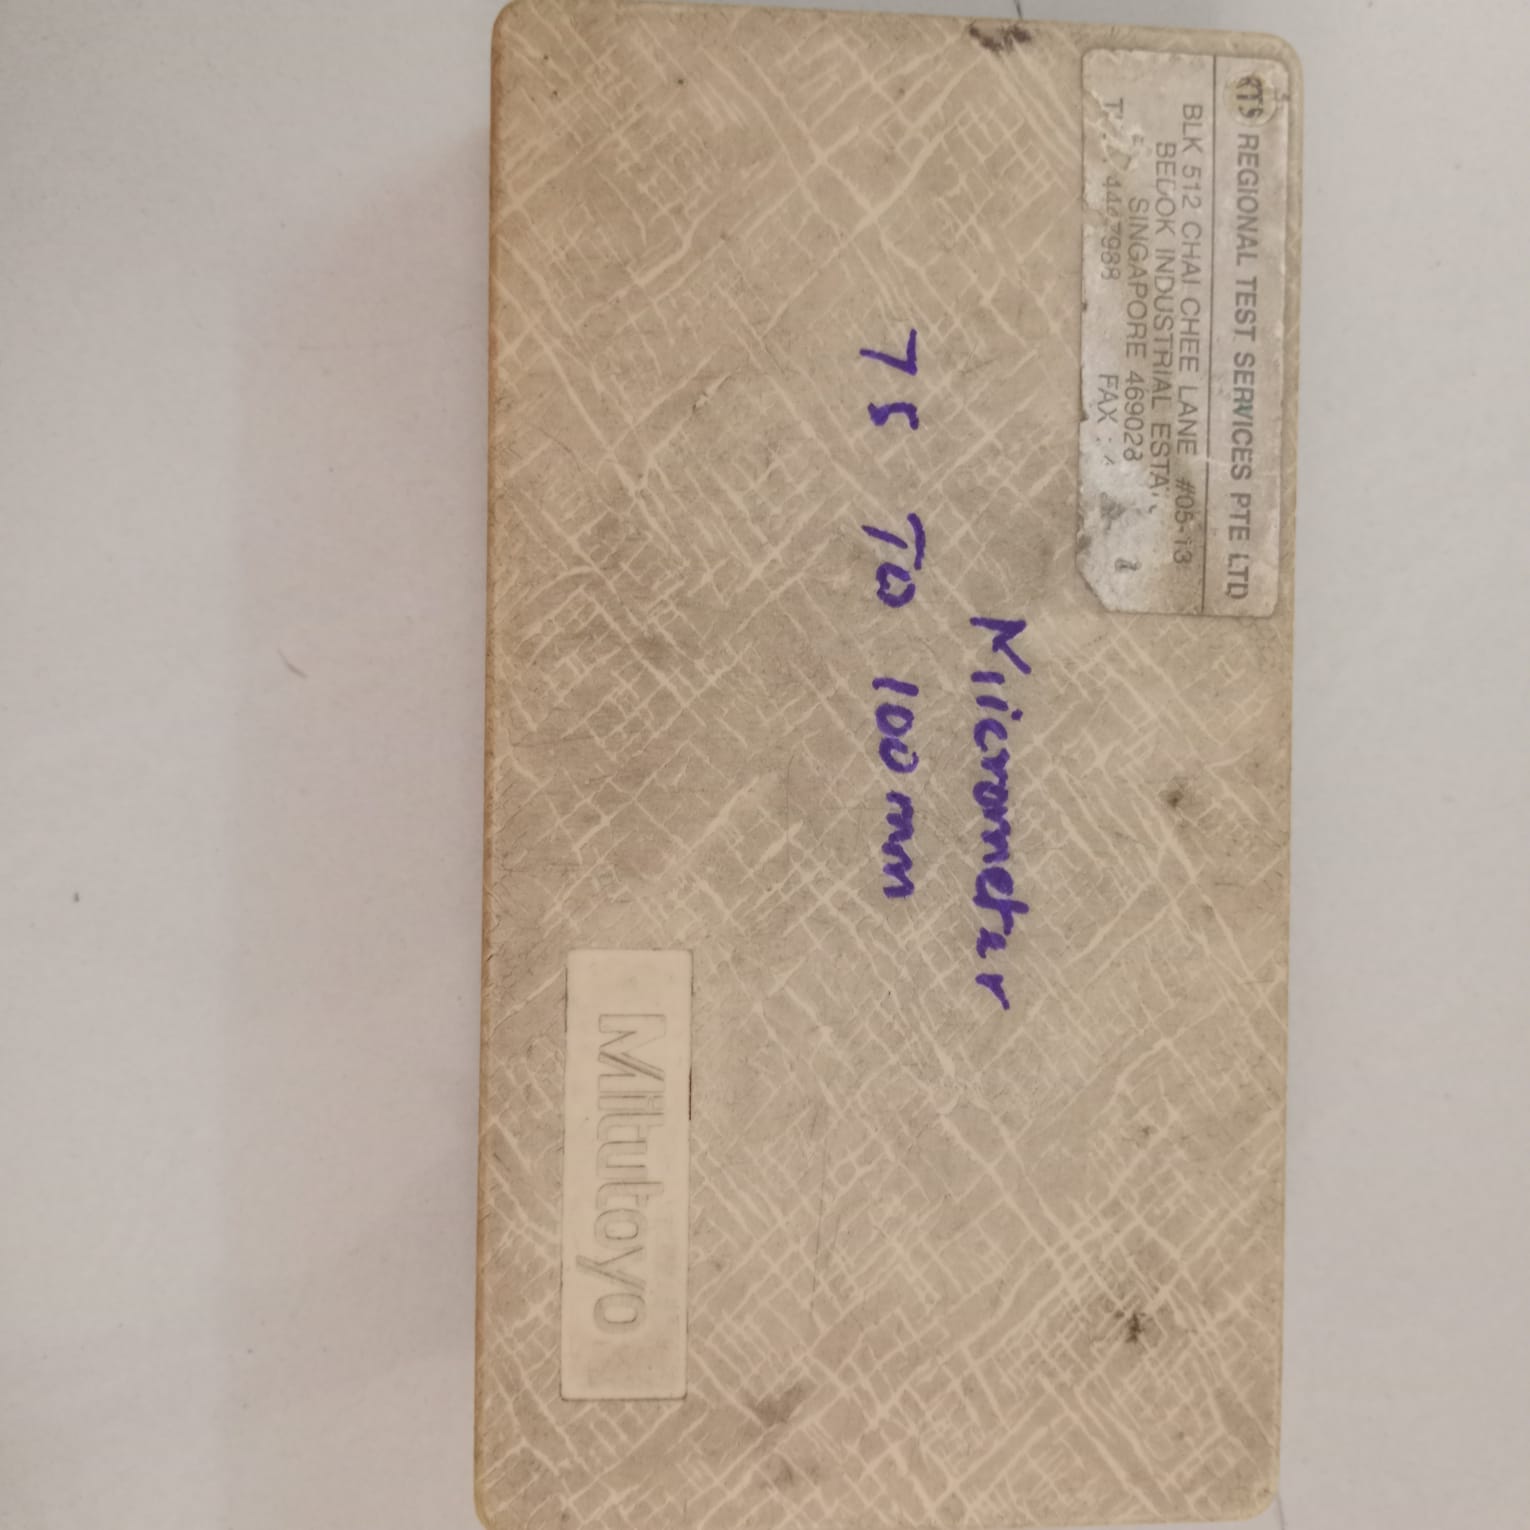 RTS REGIONAL TEST SERVICES PTE LTD
BLK 512 CHAI CHEE LANE #05-13
BEDOK INDUSTRIAL
SINGAPORE 469028
FAX :
Micrometer
75 To 100 mm
Mitutoyo